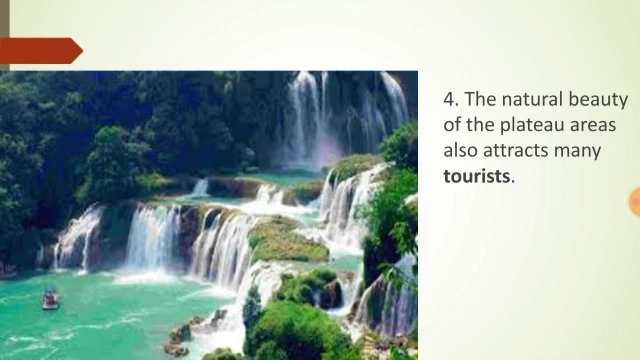 4. The natural beauty
of the plateau areas
also attracts many
tourists.